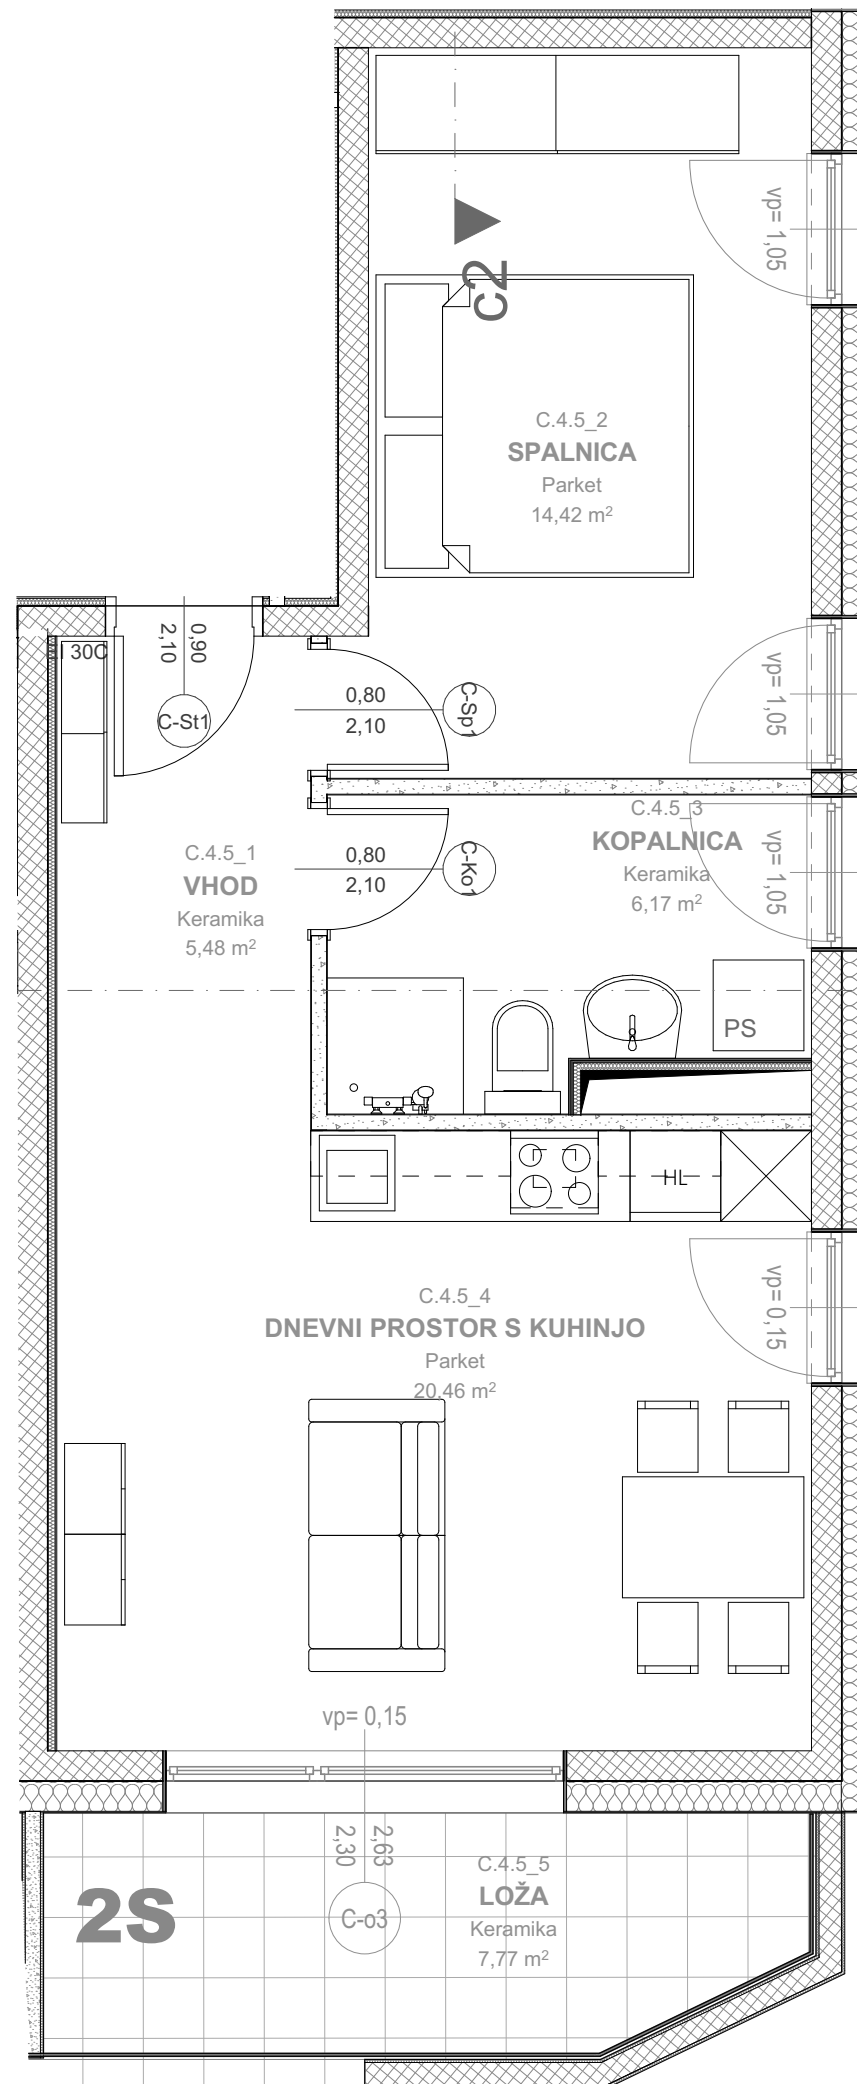 vp= 1,05
c2
C.4.5_2
SPALNICA
Parket
14,42 m²
0,90
2,10
C-St1
0,80
2,10
C-Sp1
vp= 1,05
C.4.5_3
KOPALNICA
Keramika
6,17 m²
vp= 1,05
0,80
2,10
C-Ko1
C.4.5_1
VHOD
Keramika
5,48 m²
PS
HL
C.4.5_4
DNEVNI PROSTOR S KUHINJO
Parket
20,46 m²
vp= 0,15
vp= 0,15
2,63
2,30
C-o3
2S
C.4.5_5
LOŽA
Keramika
7,77 m²